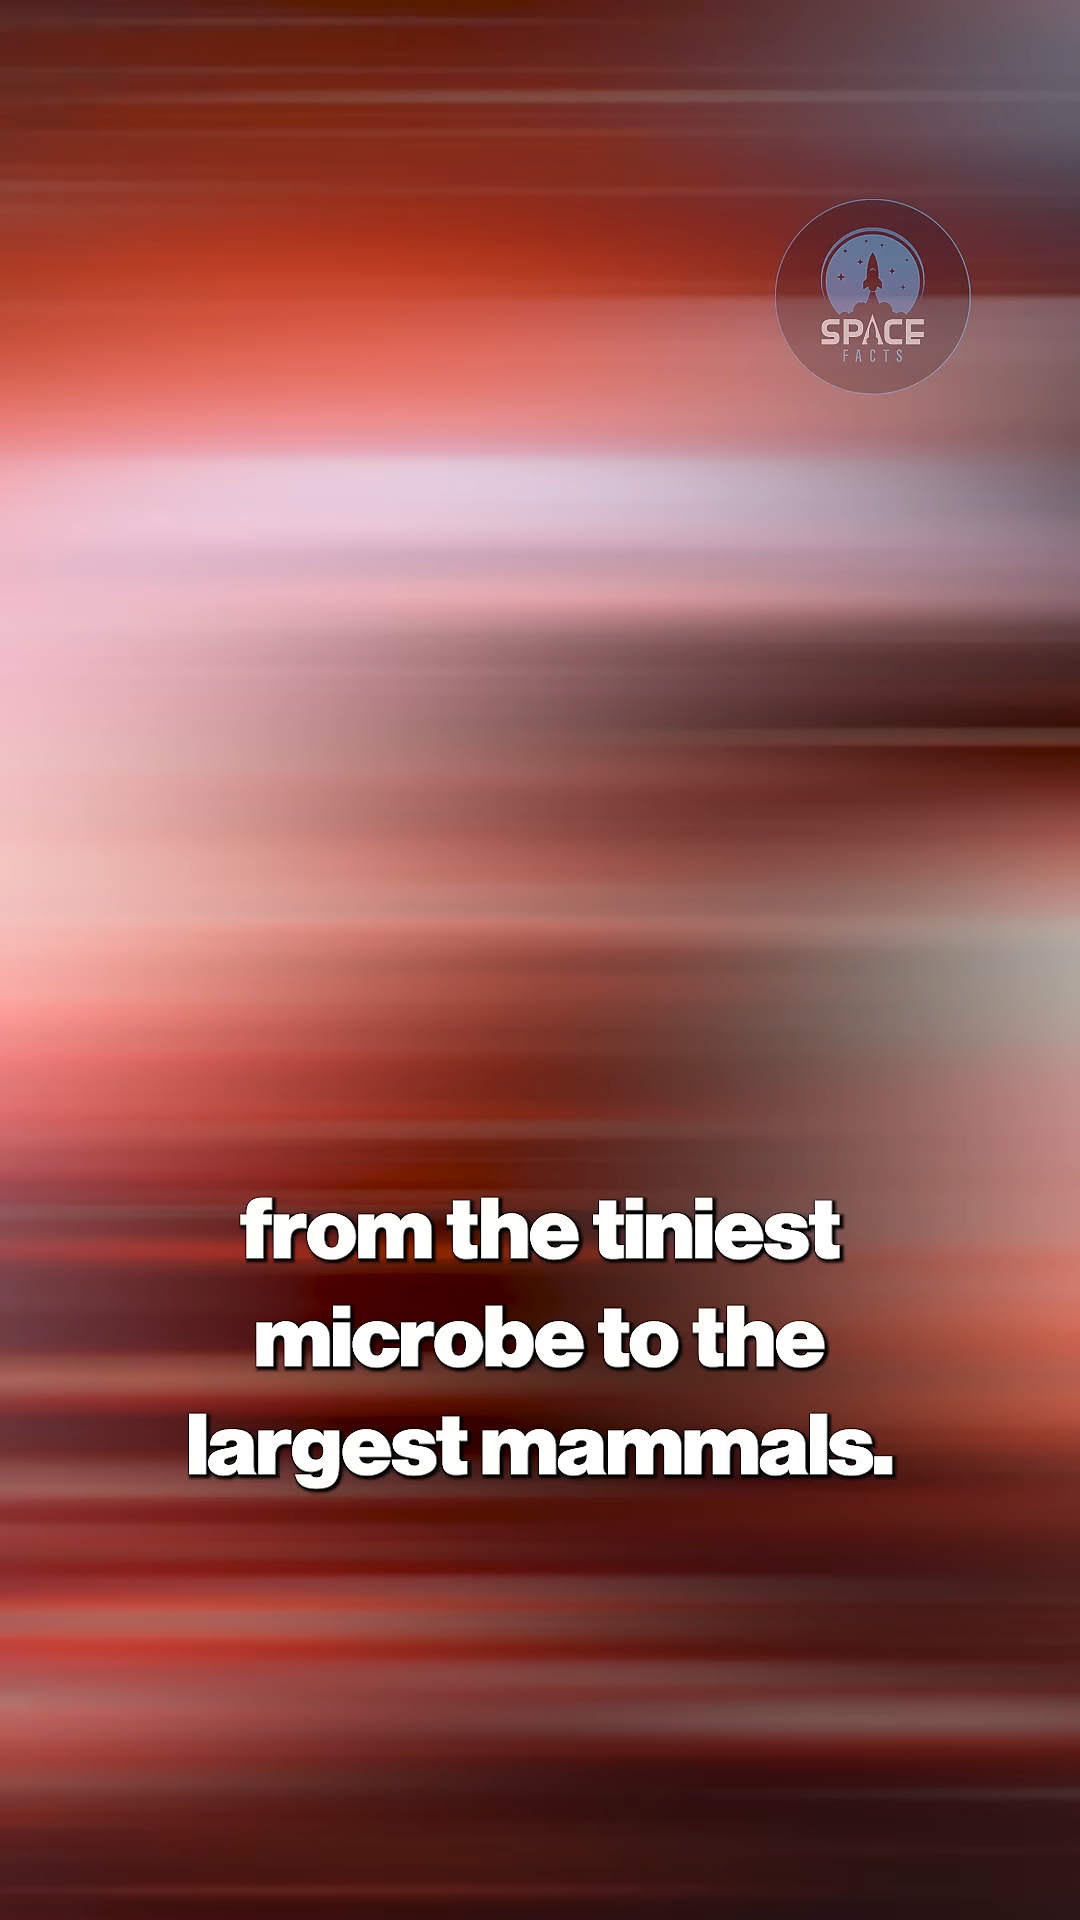 SPACE
FACTS
from the tiniest
microbe to the
largest mammals.